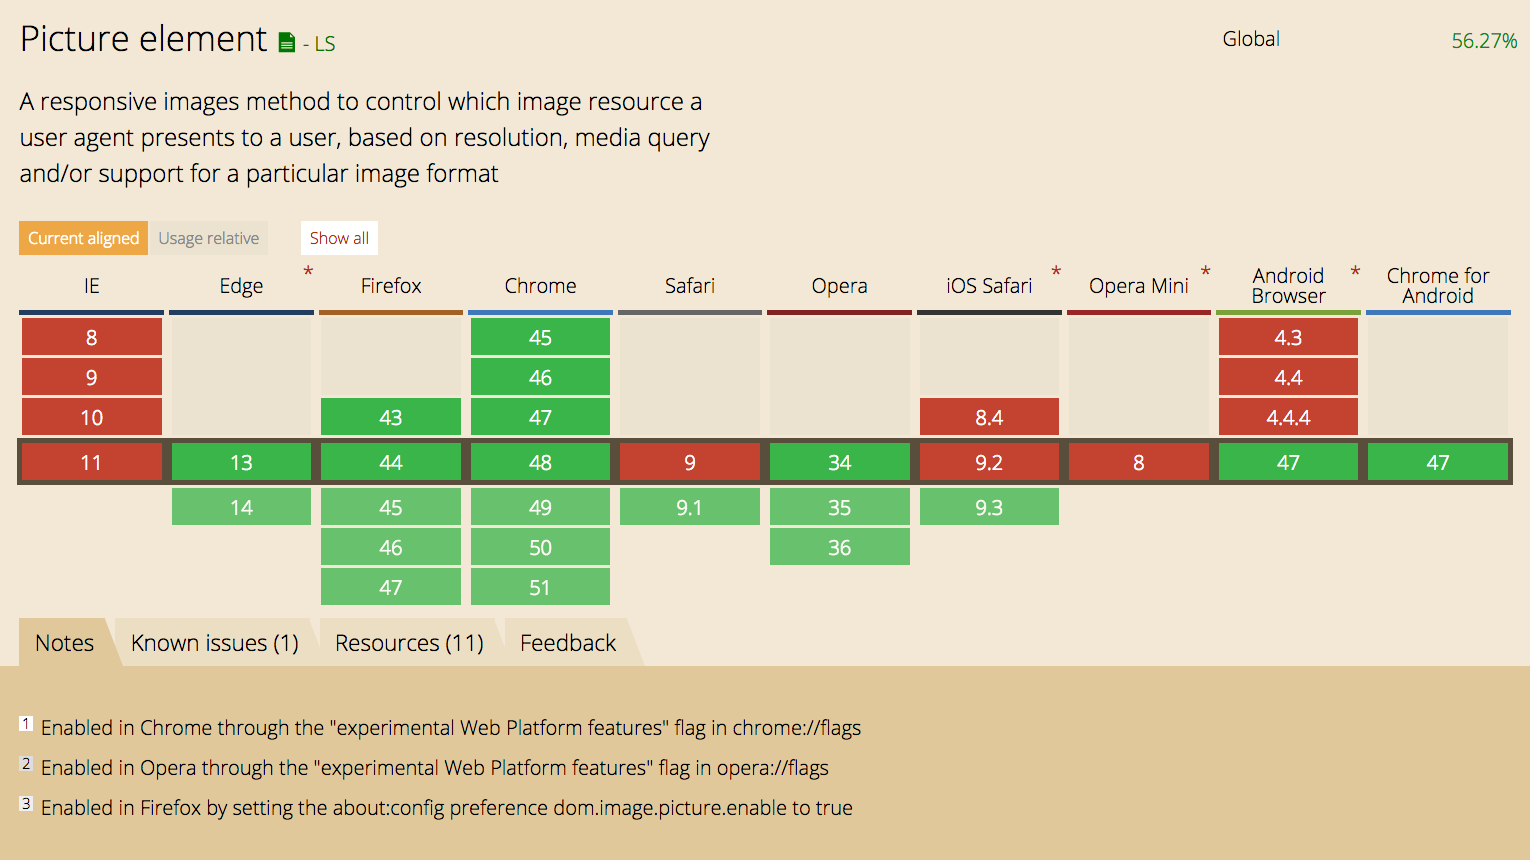 Picture element - LS
Global 56.27%
A responsive images method to control which image resource a
user agent presents to a user, based on resolution, media query
and/or support for a particular image format
Current aligned Usage relative Show all
IE Edge * Firefox Chrome Safari Opera iOS Safari * Opera Mini * Android Browser * Chrome for Android
8 45 4.3
9 46 4.4
10 43 47 8.4 4.4.4
11 13 44 48 9 34 9.2 8 47 47
14 45 49 9.1 35 9.3
46 50 36
47 51
Notes Known issues (1) Resources (11) Feedback
1 Enabled in Chrome through the "experimental Web Platform features" flag in chrome://flags
2 Enabled in Opera through the "experimental Web Platform features" flag in opera://flags
3 Enabled in Firefox by setting the about:config preference dom.image.picture.enable to true